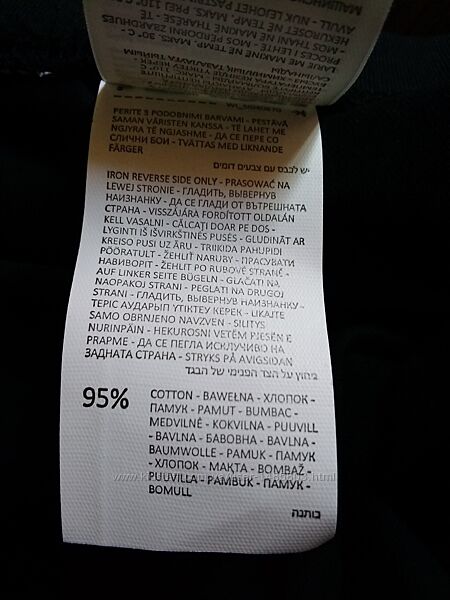 PERITE S PODOBNIMI BARVAMI - PESTÄVÄ
SAMAN VÄRISTEN KANSSA - TË LAHET ME
NGJYRA TË NGJASHME - ДА СЕ ПЕРЕ СО
СЛИЧНИ БОИ - TVÄTTAS MED LIKNANDE
FÄRGER
יש לכבס עם צבעים דומים
IRON REVERSE SIDE ONLY - PRASOWAĆ NA
LEWEJ STRONIE - ГЛАДИТЬ, ВЫВЕРНУВ
НАИЗНАНКУ - ДА СЕ ГЛАДИ ОТ ВЪТРЕШНАТА
СТРАНА - VISSZÁJÁRA FORDÍTOTT OLDALÁN
KELL VASALNI - CĂLCAȚI DOAR PE DOS -
LYGINTI IŠ IŠVIRKŠTINĖS PUSĖS - GLUDINĀT AR
KREISO PUSI UZ ĀRU - TRIIKIDA PAHUPIDI
PÖÖRATULT - ŽEHLIŤ NARUBY - ПРАСУВАТИ
НАВИВОРІТ - ŽEHLIT PO RUBOVÉ STRANĚ -
AUF LINKER SEITE BÜGELN - GLAČATI NA
NAOPAKOJ STRANI - PEGLATI NA DRUGOJ
STRANI - ГЛАДИТЬ, ВЫВЕРНУВ НАИЗНАНКУ -
ТЕРІС АУДАРЫП ҮТІКТЕУ КЕРЕК - LIKAJTE
SAMO OBRNJENO NAVZVEN - SILITYS
NURINPÄIN - HEKUROSNI VETËM PJESËN E
PRAPME - ДА СЕ ПЕГЛА ИСКЛУЧИВО НА
ЗАДНАТА СТРАНА - STRYKS PÅ AVIGSIDAN
גיהוץ על הצד הפנימי של הבגד
95% COTTON - BAWEŁNA - ХЛОПОК -
ПАМУК - PAMUT - BUMBAC -
MEDVILNĖ - KOKVILNA - PUUVILL
- BAVLNA - БАВОВНА - BAVLNA -
BAUMWOLLE - PAMUK - ПАМУК
- ХЛОПОК - МАҚТА - BOMBAŽ -
PUUVILLA - PAMBUK - ПАМУК -
BOMULL
כותנה